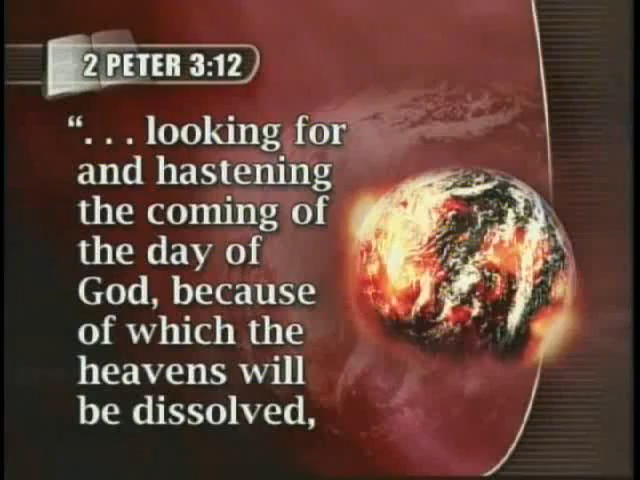 2 PETER 3:12
“. . . looking for
and hastening
the coming of
the day of
God, because
of which the
heavens will
be dissolved,